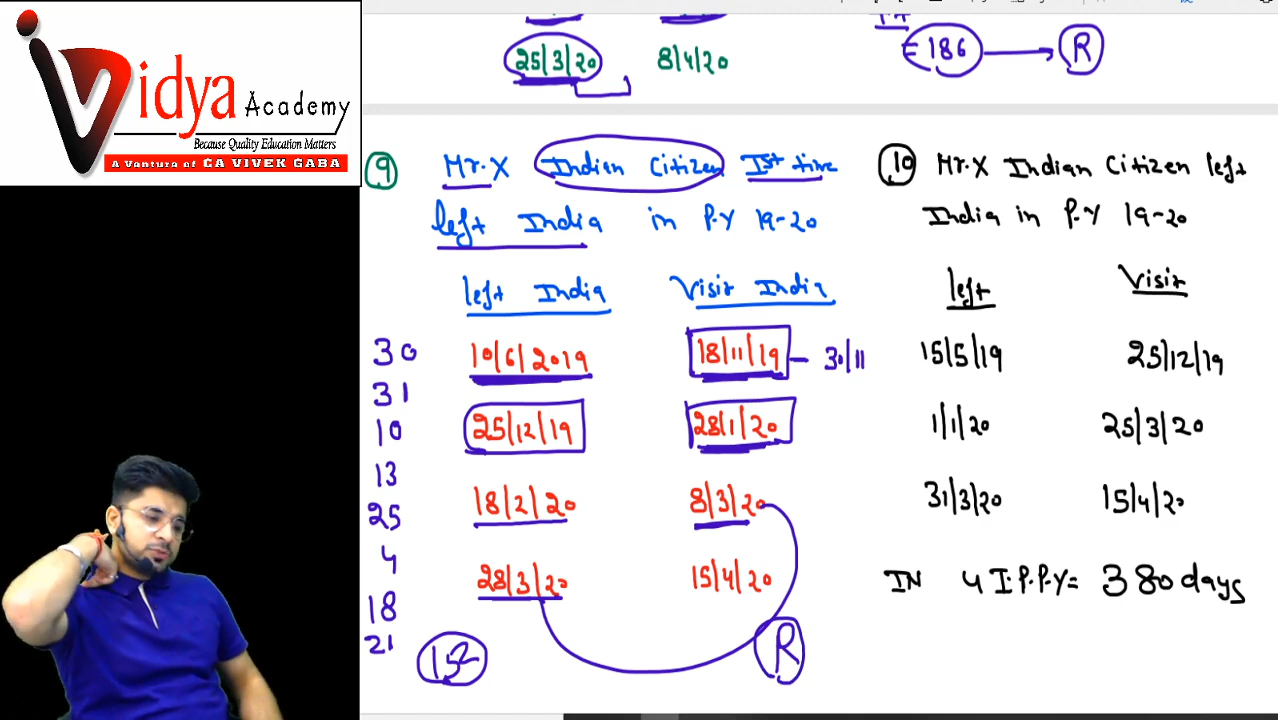 Vidya Academy
Because Quality Education Matters
A Ventura of CA VIVEK GABA
25/3/20 8/4/20
= 186 → R
9 Mr. X Indian Citizen Ist time
left India in P.Y 19-20
left India Visit India
30 10/6/2019 18/11/19 - 30/11
31
10 25/12/19 28/1/20
13
25 18/2/20 8/3/20
4
28/3/20 15/4/20
18
21
152 R
10 Mr. X Indian Citizen left
India in P.Y 19-20
left Visit
15/5/19 25/12/19
1/1/20 25/3/20
31/3/20 15/4/20
IN 4 I.P.P.Y = 380 days